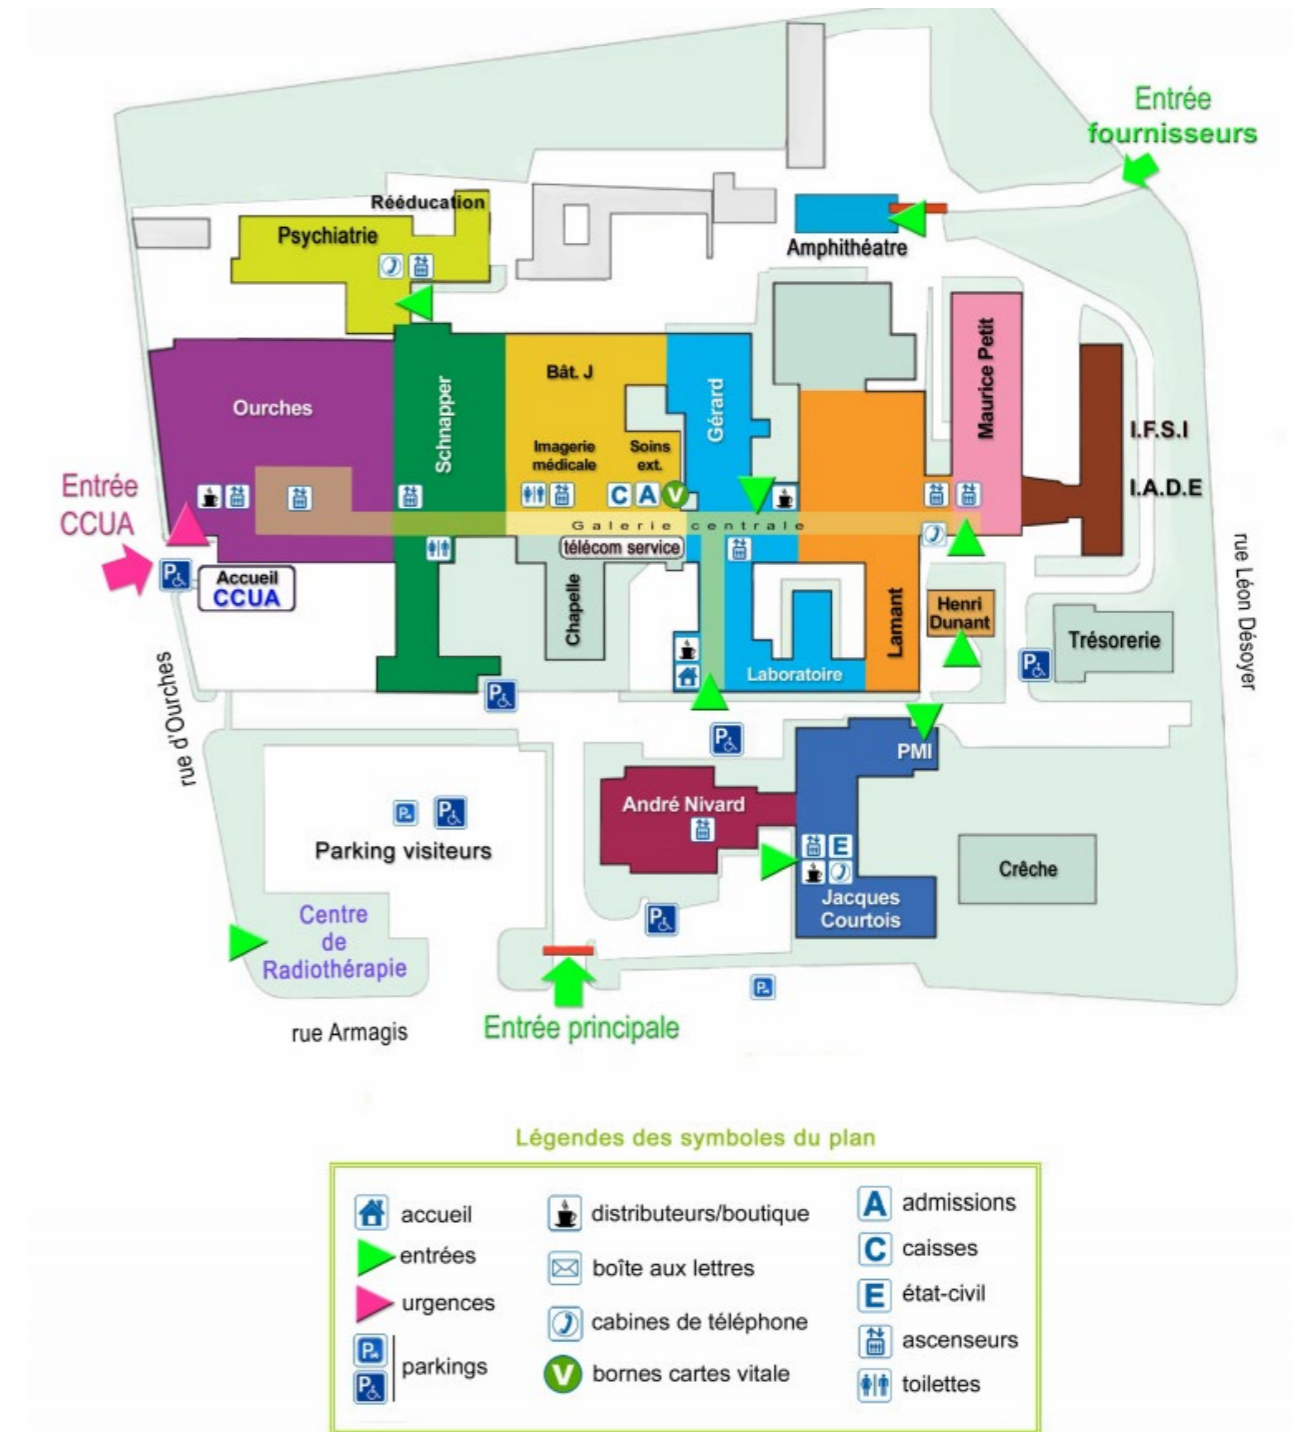 Entrée
fournisseurs
Rééducation
Psychiatrie
Amphithéatre
Ourches
Schnapper
Bât. J
Imagerie
médicale
Soins
ext.
C A V
Gérard
Maurice Petit
I.F.S.I
I.A.D.E
Entrée
CCUA
Galerie centrale
télécom service
P
Accueil
CCUA
Chapelle
Lamant
Henri
Dunant
Trésorerie
P
rue Léon Désoyer
rue d'Ourches
Laboratoire
P
P
PMI
André Nivard
P P
Parking visiteurs
E
Jacques
Courtois
Crêche
Centre
de
Radiothérapie
P
P
Entrée principale
rue Armagis
Légendes des symboles du plan
accueil
entrées
urgences
P
P
parkings
distributeurs/boutique
boîte aux lettres
cabines de téléphone
V bornes cartes vitale
A admissions
C caisses
E état-civil
ascenseurs
toilettes